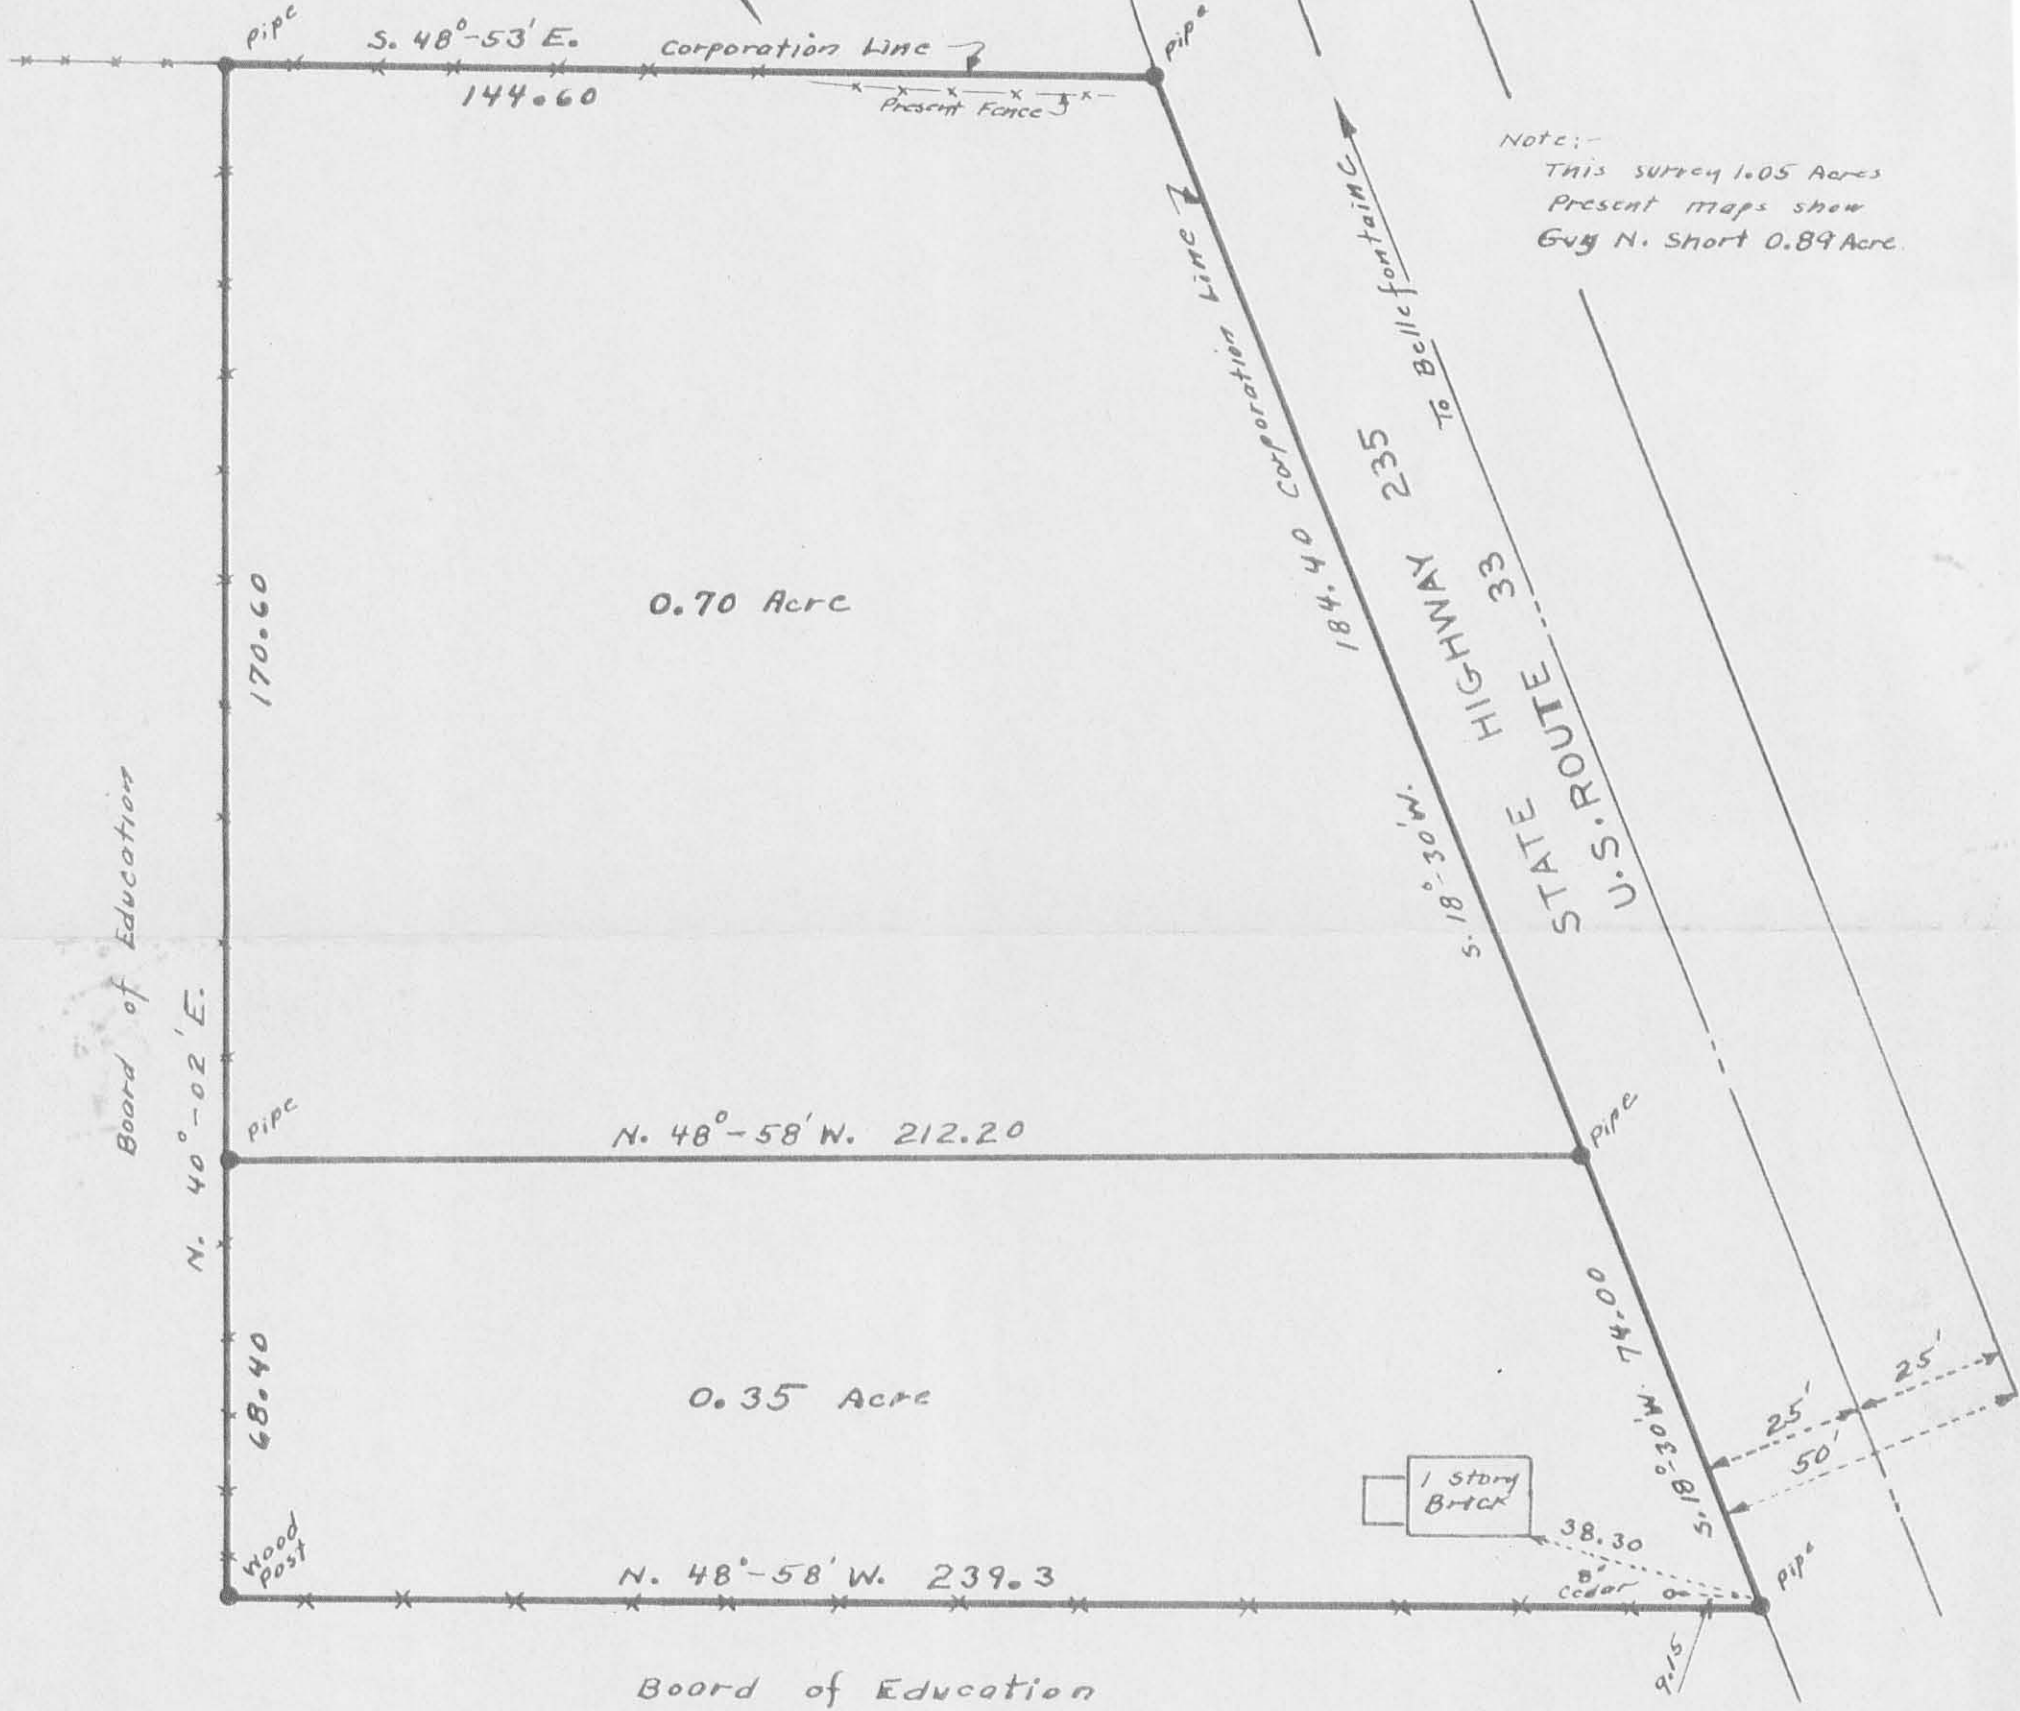 Pipe
S. 48°-53' E.
Corporation Line
Pipe
144.60
Present Fence
Note:-
This survey 1.05 Acres
Present maps show
Guy N. Short 0.89 Acre
184.40 Corporation Line
To Bellefontaine
STATE HIGHWAY 235
U.S. ROUTE 33
0.70 Acre
170.60
S. 18°-30' W.
Board of Education
N. 40°-02' E.
Pipe
N. 48°-58' W. 212.20
Pipe
68.40
0.35 Acre
S. 18°-30' W. 74.00
25'
25'
50'
1 Story
Brick
38.30
8"
Cedar
Wood
Post
N. 48°-58' W. 239.3
Pipe
9.15
Board of Education